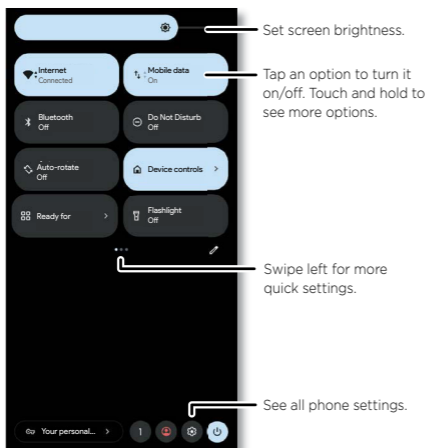 Set screen brightness.
Internet
Connected
Mobile data
On
Tap an option to turn it
on/off. Touch and hold to
see more options.
Bluetooth
Off
Do Not Disturb
Off
Auto-rotate
Off
Device controls
Ready for
Flashlight
Off
Swipe left for more
quick settings.
See all phone settings.
Your personal...
1